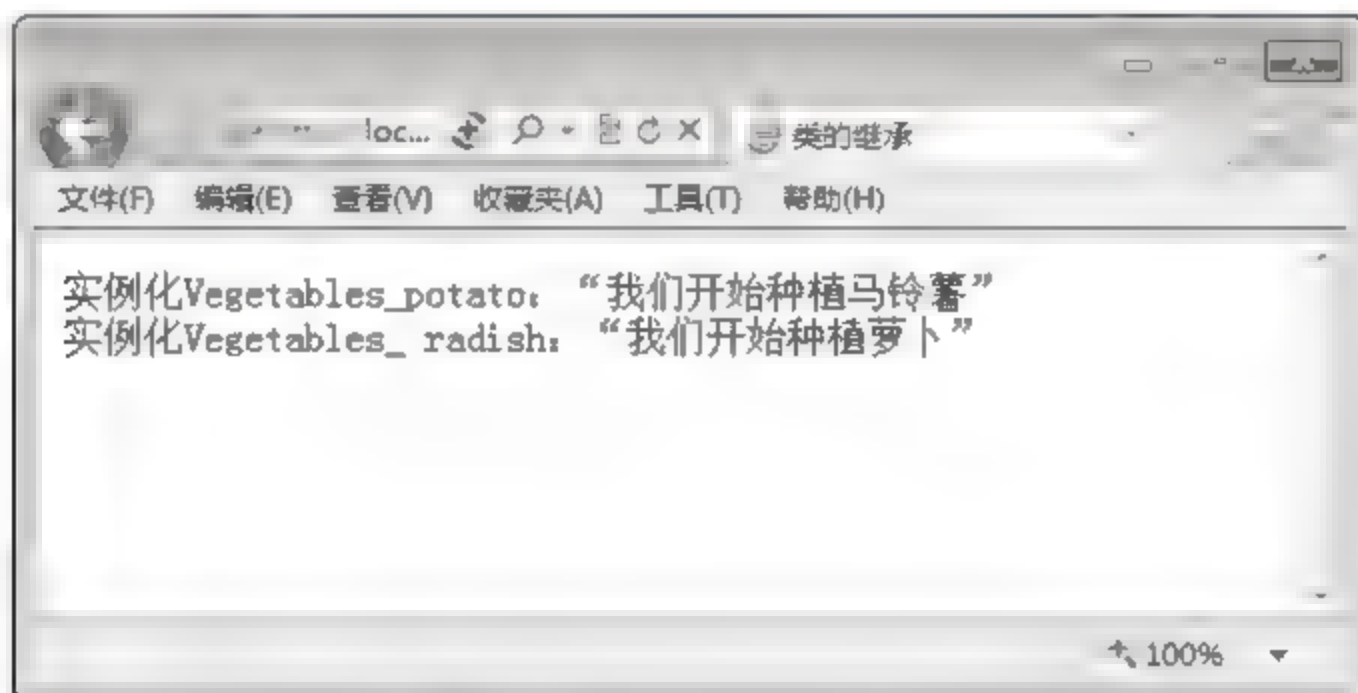 loc... 类的继承
文件(F) 编辑(E) 查看(V) 收藏夹(A) 工具(T) 帮助(H)
实例化Vegetables_potato：“我们开始种植马铃薯”
实例化Vegetables_ radish：“我们开始种植萝卜”
100%